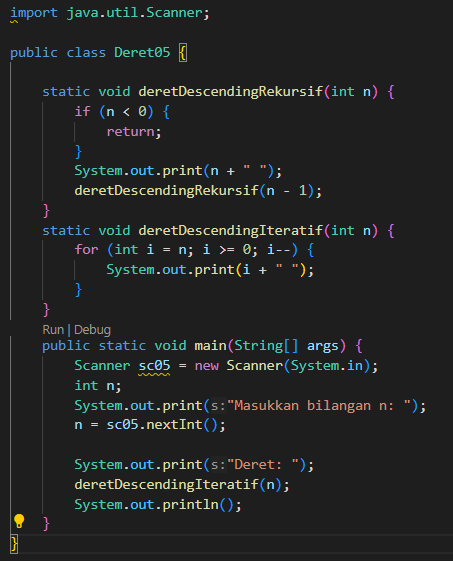 import java.util.Scanner;
public class Deret05 {
static void deretDescendingRekursif(int n) {
if (n < 0) {
return;
}
System.out.print(n + " ");
deretDescendingRekursif(n - 1);
}
static void deretDescendingIteratif(int n) {
for (int i = n; i >= 0; i--) {
System.out.print(i + " ");
}
}
Run | Debug
public static void main(String[] args) {
Scanner sc05 = new Scanner(System.in);
int n;
System.out.print(s:"Masukkan bilangan n: ");
n = sc05.nextInt();
System.out.print(s:"Deret: ");
deretDescendingIteratif(n);
System.out.println();
}
}